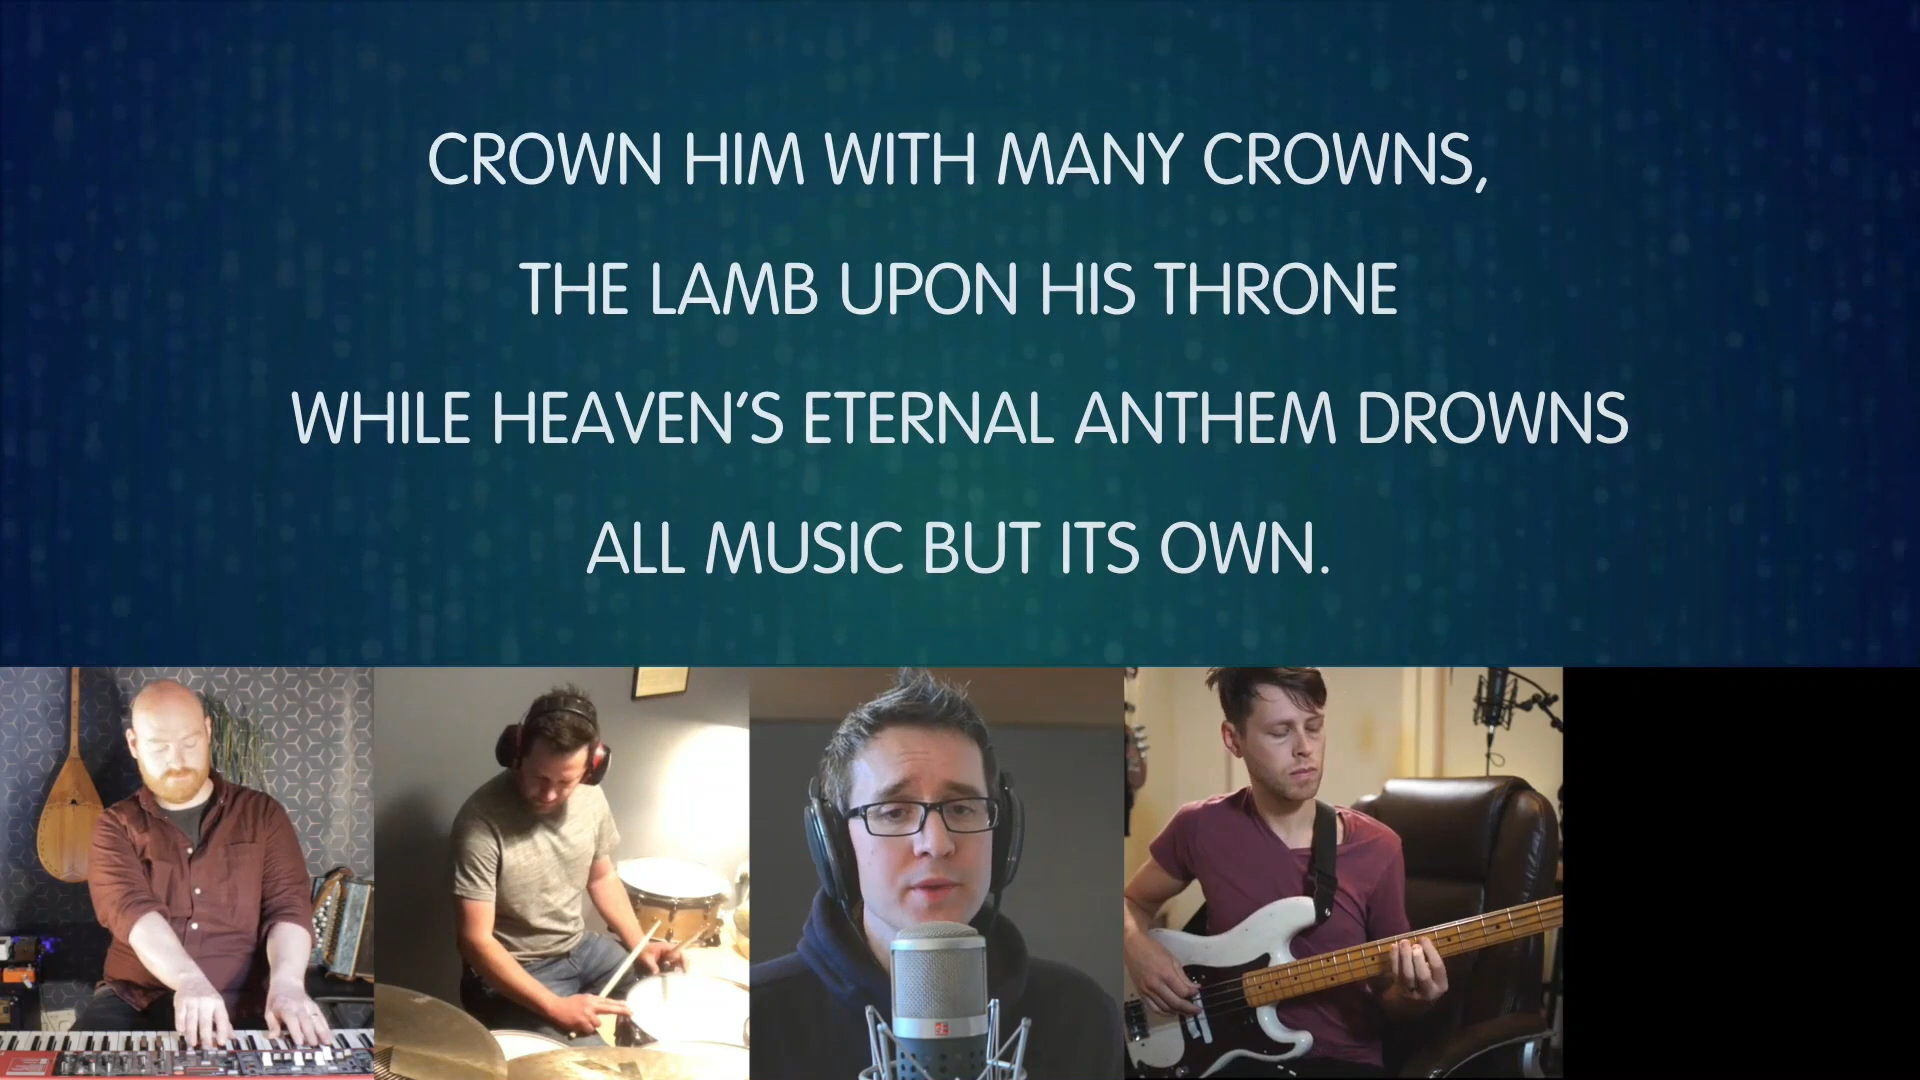 CROWN HIM WITH MANY CROWNS,
THE LAMB UPON HIS THRONE
WHILE HEAVEN’S ETERNAL ANTHEM DROWNS
ALL MUSIC BUT ITS OWN.